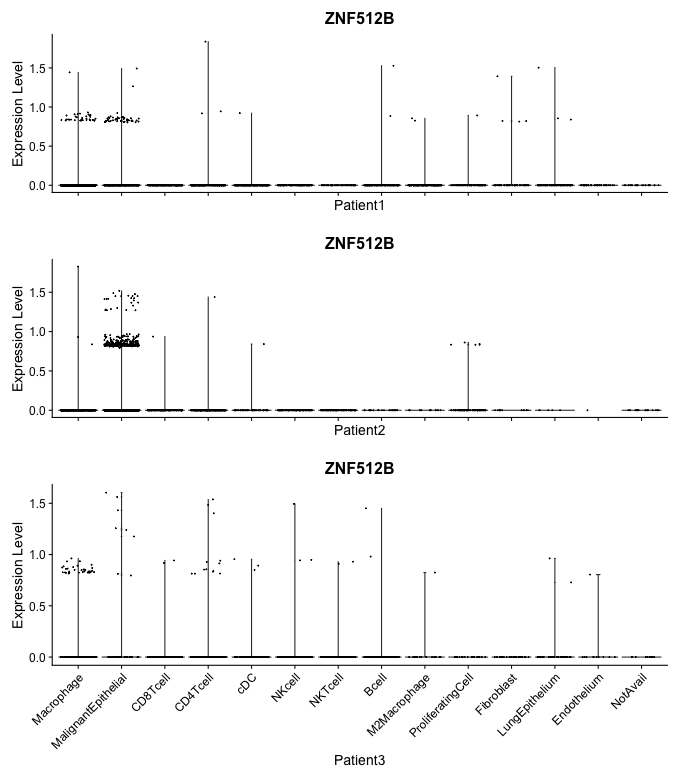 ZNF512B
Expression Level
1.5
1.0
0.5
0.0
Patient1
ZNF512B
Expression Level
1.5
1.0
0.5
0.0
Patient2
ZNF512B
Expression Level
1.5
1.0
0.5
0.0
Macrophage
MalignantEpithelial
CD8Tcell
CD4Tcell
cDC
NKcell
NKTcell
Bcell
M2Macrophage
ProliferatingCell
Fibroblast
LungEpithelium
Endothelium
NotAvail
Patient3